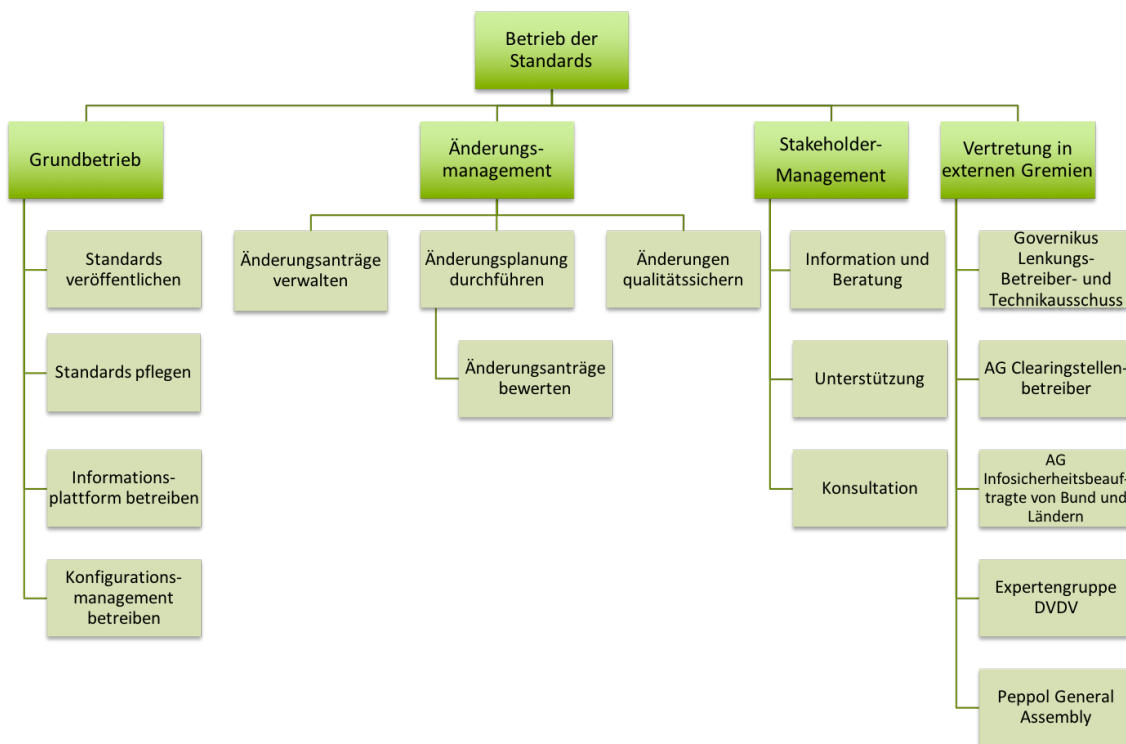 Betrieb der
Standards
Grundbetrieb
Änderungs-
management
Stakeholder-
Management
Vertretung in
externen Gremien
Standards
veröffentlichen
Standards pflegen
Informations-
plattform betreiben
Konfigurations-
management
betreiben
Änderungsanträge
verwalten
Änderungsplanung
durchführen
Änderungsanträge
bewerten
Änderungen
qualitätssichern
Information und
Beratung
Unterstützung
Konsultation
Governikus
Lenkungs-
Betreiber- und
Technikausschuss
AG Clearingstellen-
betreiber
AG
Infosicherheitsbeauf-
tragte von Bund und
Ländern
Expertengruppe
DVDV
Peppol General
Assembly